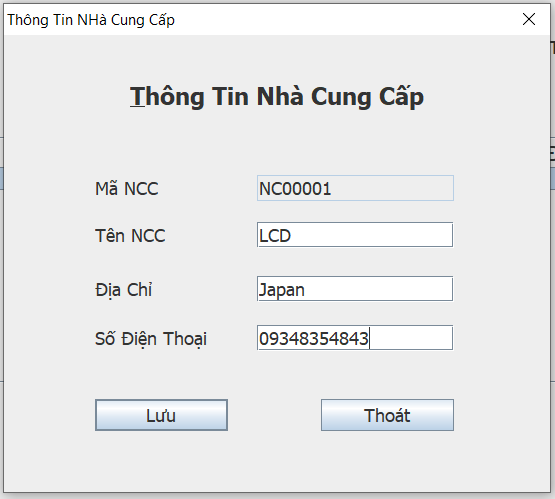 Thông Tin NHà Cung Cấp
Thông Tin Nhà Cung Cấp
Mã NCC NC00001
Tên NCC LCD
Địa Chỉ Japan
Số Điện Thoại 09348354843
Lưu Thoát